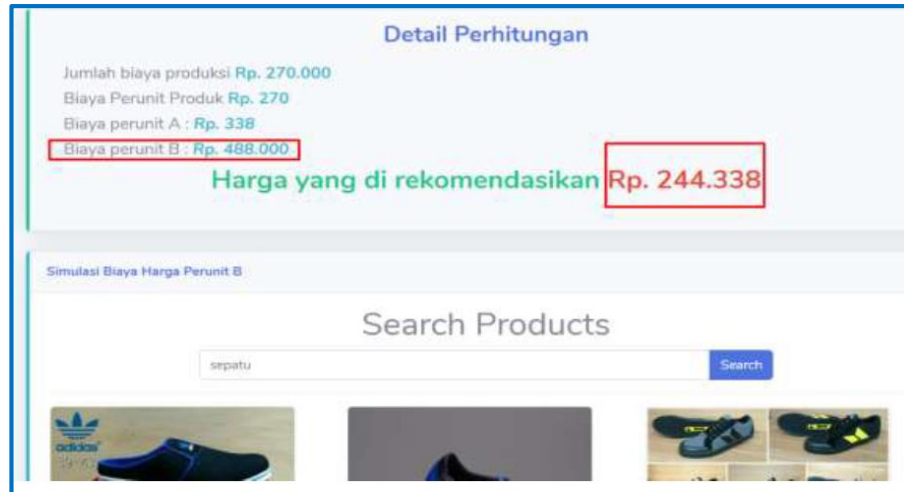 Detail Perhitungan
Jumlah biaya produksi Rp. 270.000
Biaya Perunit Produk Rp. 270
Biaya perunit A : Rp. 338
Biaya perunit B : Rp. 488.000
Harga yang di rekomendasikan Rp. 244.338
Simulasi Biaya Harga Perunit B
Search Products
sepatu
Search
adidas